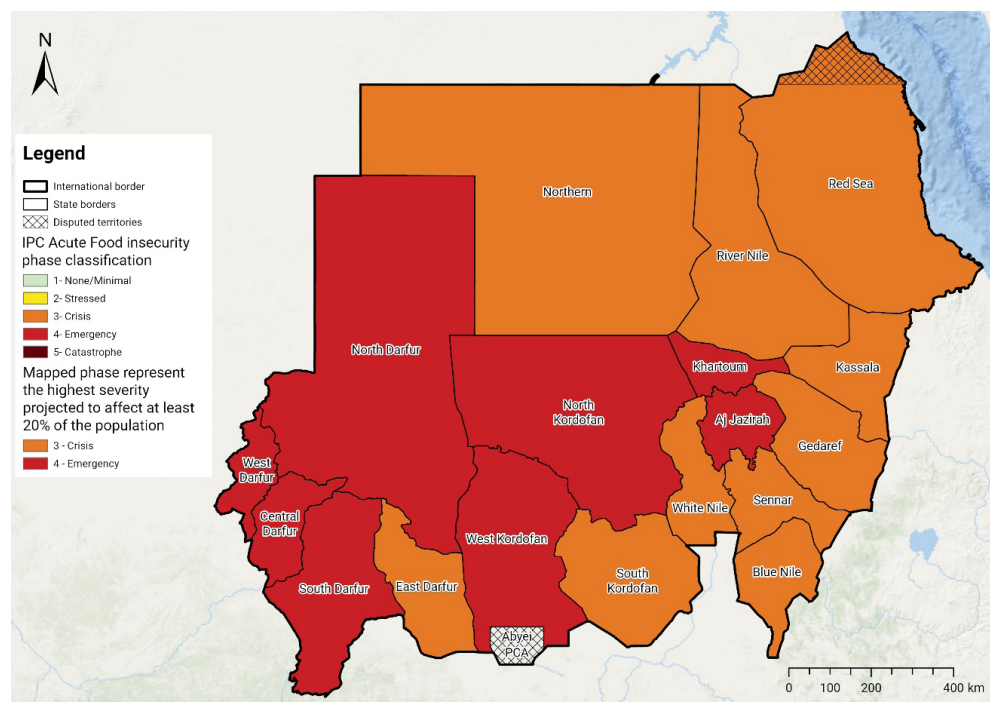 N
Legend
International border
State borders
Disputed territories
IPC Acute Food insecurity
phase classification
1- None/Minimal
2- Stressed
3- Crisis
4- Emergency
5- Catastrophe
Mapped phase represent
the highest severity
projected to affect at least
20% of the population
3 - Crisis
4 - Emergency
Northern
Red Sea
River Nile
North Darfur
Khartoum
Kassala
North
Kordofan
Aj Jazirah
Gedaref
West
Darfur
Central
Darfur
White Nile
Sennar
West Kordofan
South Darfur
East Darfur
South
Kordofan
Blue Nile
Abyei
PCA
0 100 200 400 km